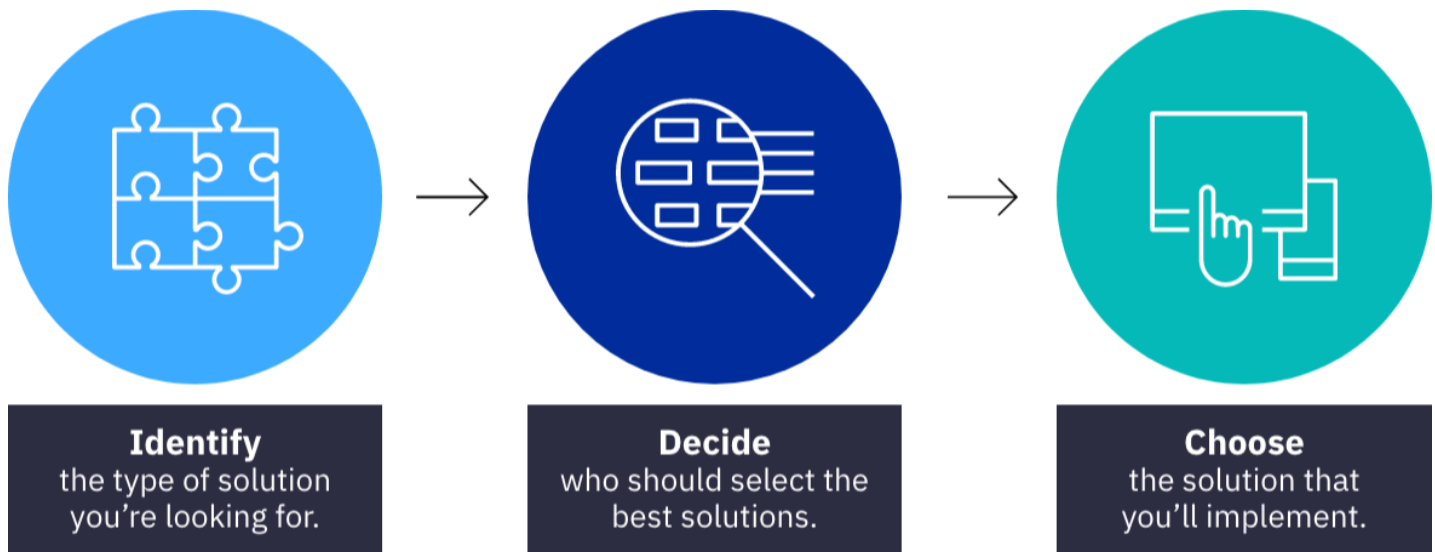 Identify
the type of solution
you’re looking for.
Decide
who should select the
best solutions.
Choose
the solution that
you’ll implement.